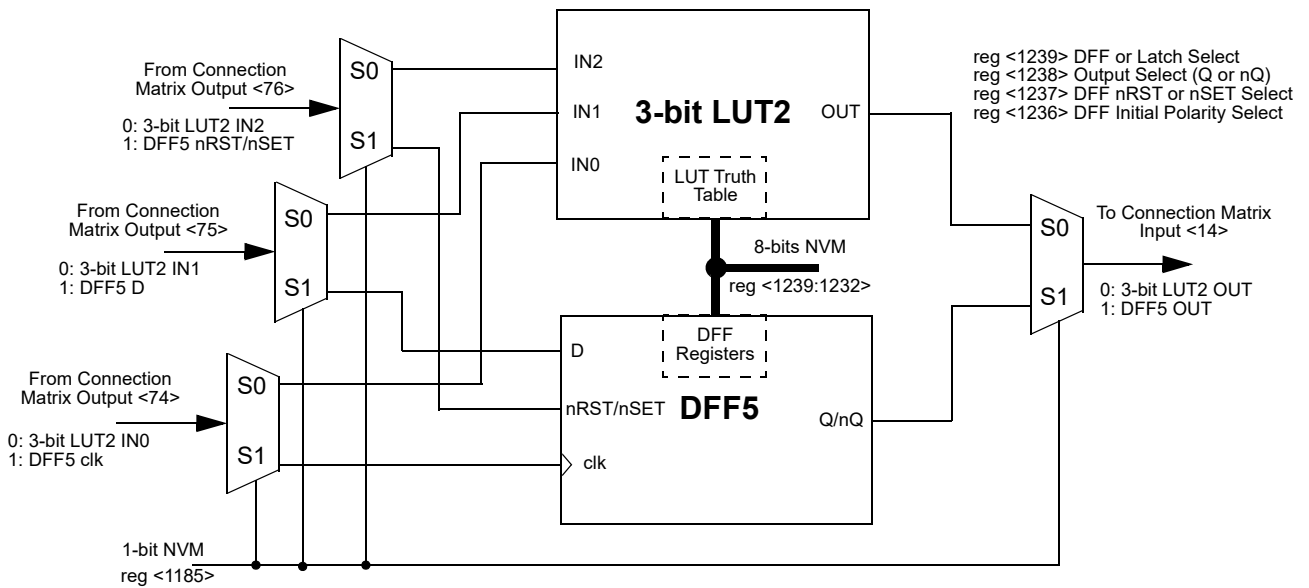 From Connection
Matrix Output <76>
0: 3-bit LUT2 IN2
1: DFF5 nRST/nSET
S0
S1
From Connection
Matrix Output <75>
0: 3-bit LUT2 IN1
1: DFF5 D
S0
S1
From Connection
Matrix Output <74>
0: 3-bit LUT2 IN0
1: DFF5 clk
S0
S1
1-bit NVM
reg <1185>
IN2
IN1
IN0
3-bit LUT2
OUT
LUT Truth
Table
8-bits NVM
reg <1239:1232>
DFF
Registers
D
nRST/nSET
DFF5
Q/nQ
clk
reg <1239> DFF or Latch Select
reg <1238> Output Select (Q or nQ)
reg <1237> DFF nRST or nSET Select
reg <1236> DFF Initial Polarity Select
S0
S1
To Connection Matrix
Input <14>
0: 3-bit LUT2 OUT
1: DFF5 OUT